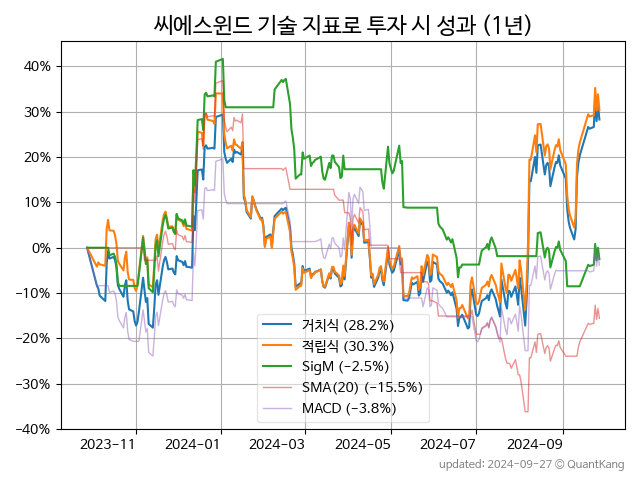 씨에스윈드 기술 지표로 투자 시 성과 (1년)
40%
30%
20%
10%
0%
−10%
−20%
−30%
−40%
거치식 (28.2%)
적립식 (30.3%)
SigM (−2.5%)
SMA(20) (−15.5%)
MACD (−3.8%)
2023-11 2024-01 2024-03 2024-05 2024-07 2024-09
updated: 2024-09-27 © QuantKang